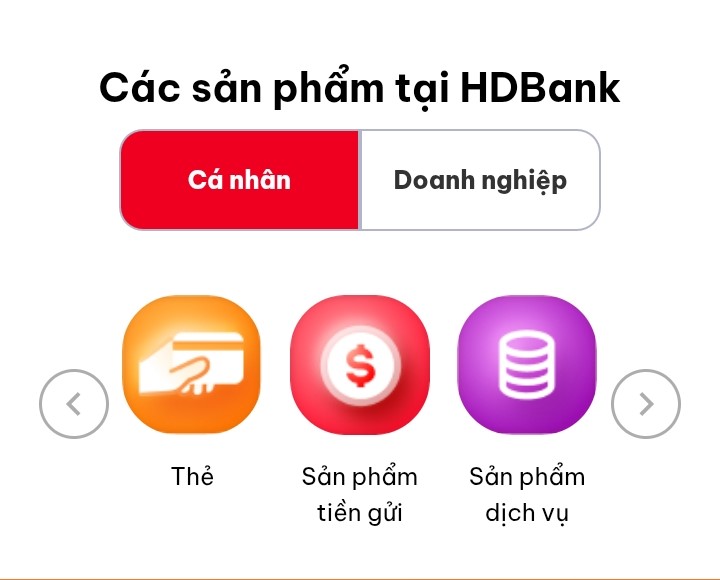 Các sản phẩm tại HDBank
Cá nhân
Doanh nghiệp
$
Thẻ
Sản phẩm
tiền gửi
Sản phẩm
dịch vụ